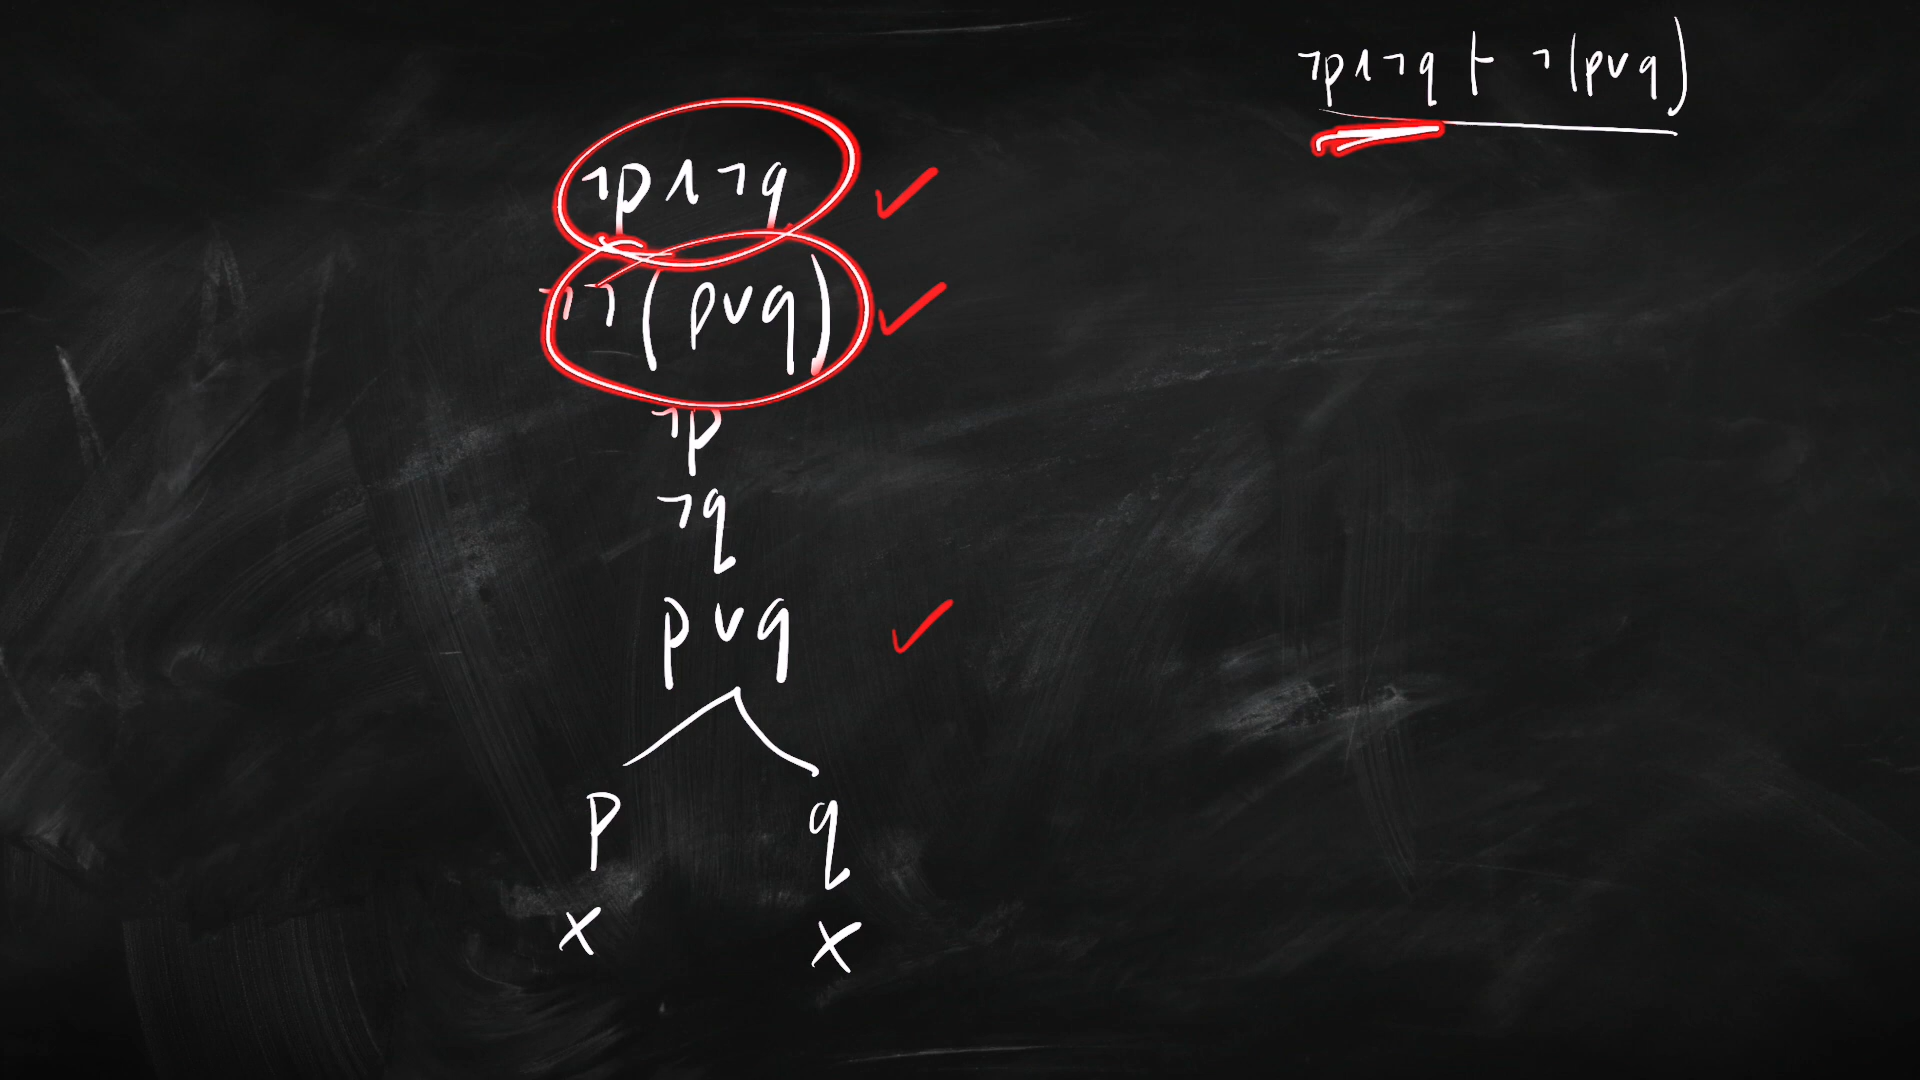 ¬p∧¬q ⊢ ¬(p∨q)
¬p∧¬q ✓
¬¬(p∨q) ✓
¬p
¬q
p∨q ✓
p q
x x